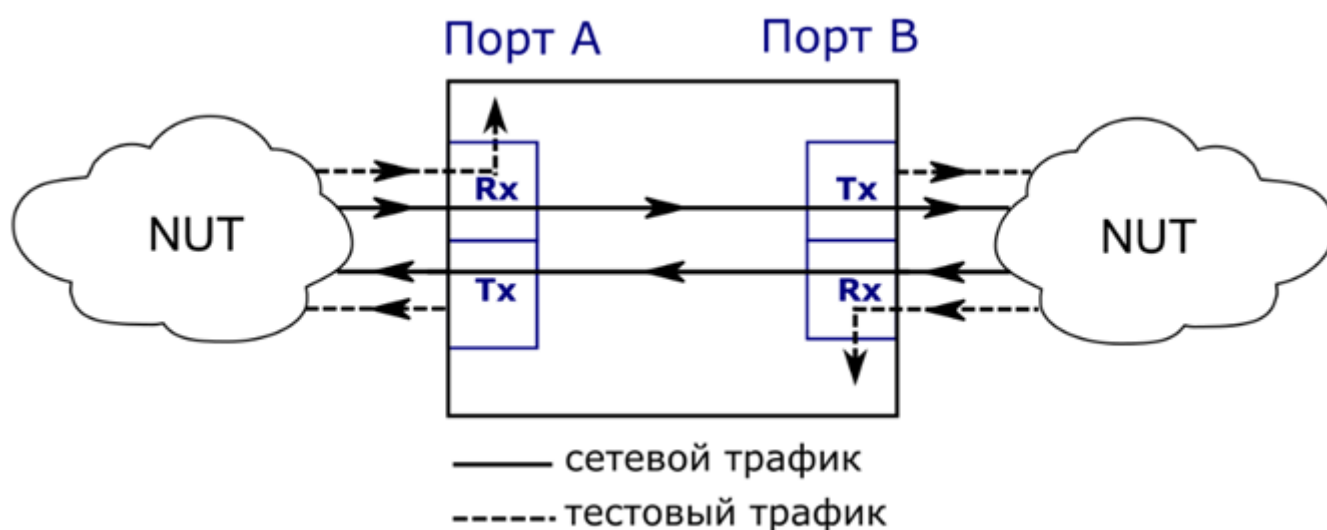 Порт A
Порт B
NUT
Rx
Tx
NUT
Tx
Rx
сетевой трафик
тестовый трафик